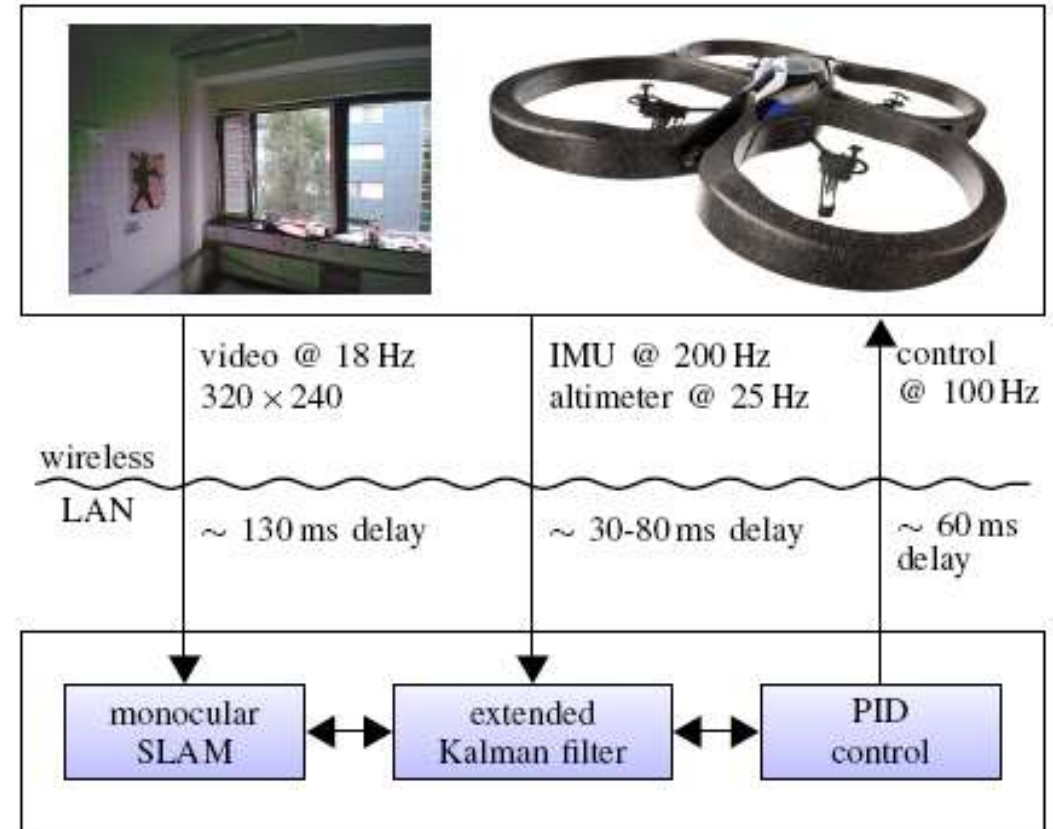 video @ 18 Hz
320 × 240
IMU @ 200 Hz
altimeter @ 25 Hz
control
@ 100 Hz
wireless
LAN
~ 130 ms delay
~ 30-80 ms delay
~ 60 ms
delay
monocular
SLAM
extended
Kalman filter
PID
control